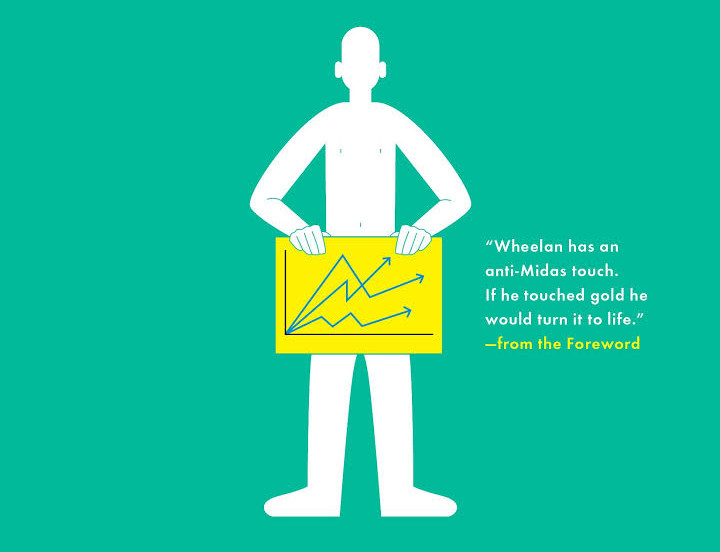 “Wheelan has an
anti-Midas touch.
If he touched gold he
would turn it to life.”
—from the Foreword